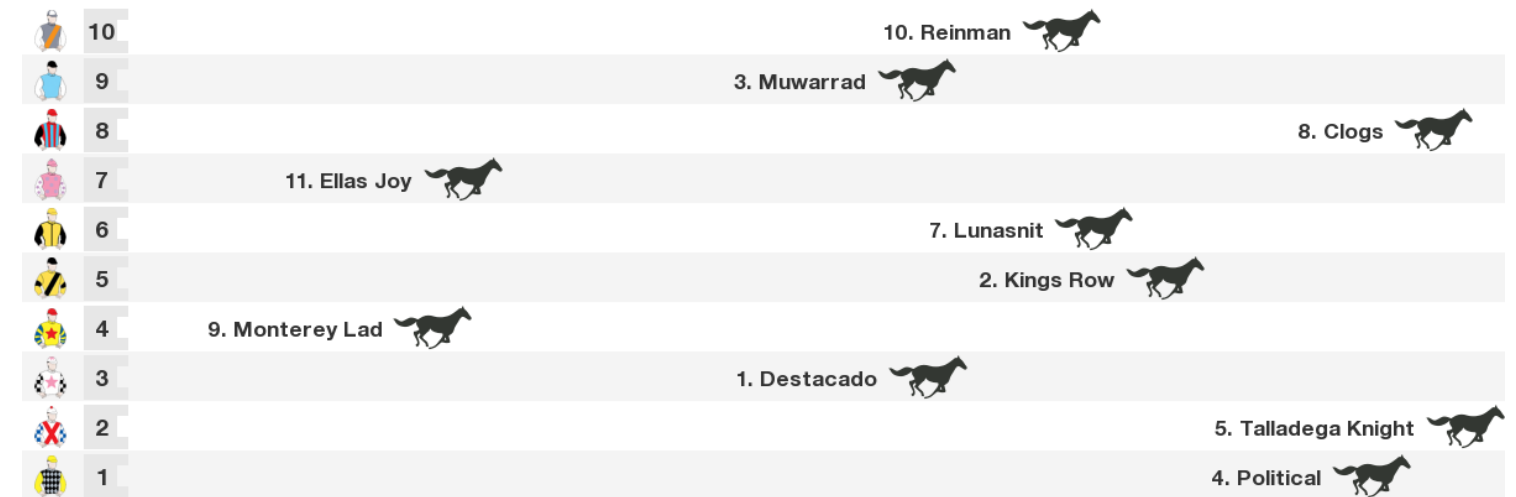 10 10. Reinman
9 3. Muwarrad
8 8. Clogs
7 11. Ellas Joy
6 7. Lunasnit
5 2. Kings Row
4 9. Monterey Lad
3 1. Destacado
2 5. Talladega Knight
1 4. Political